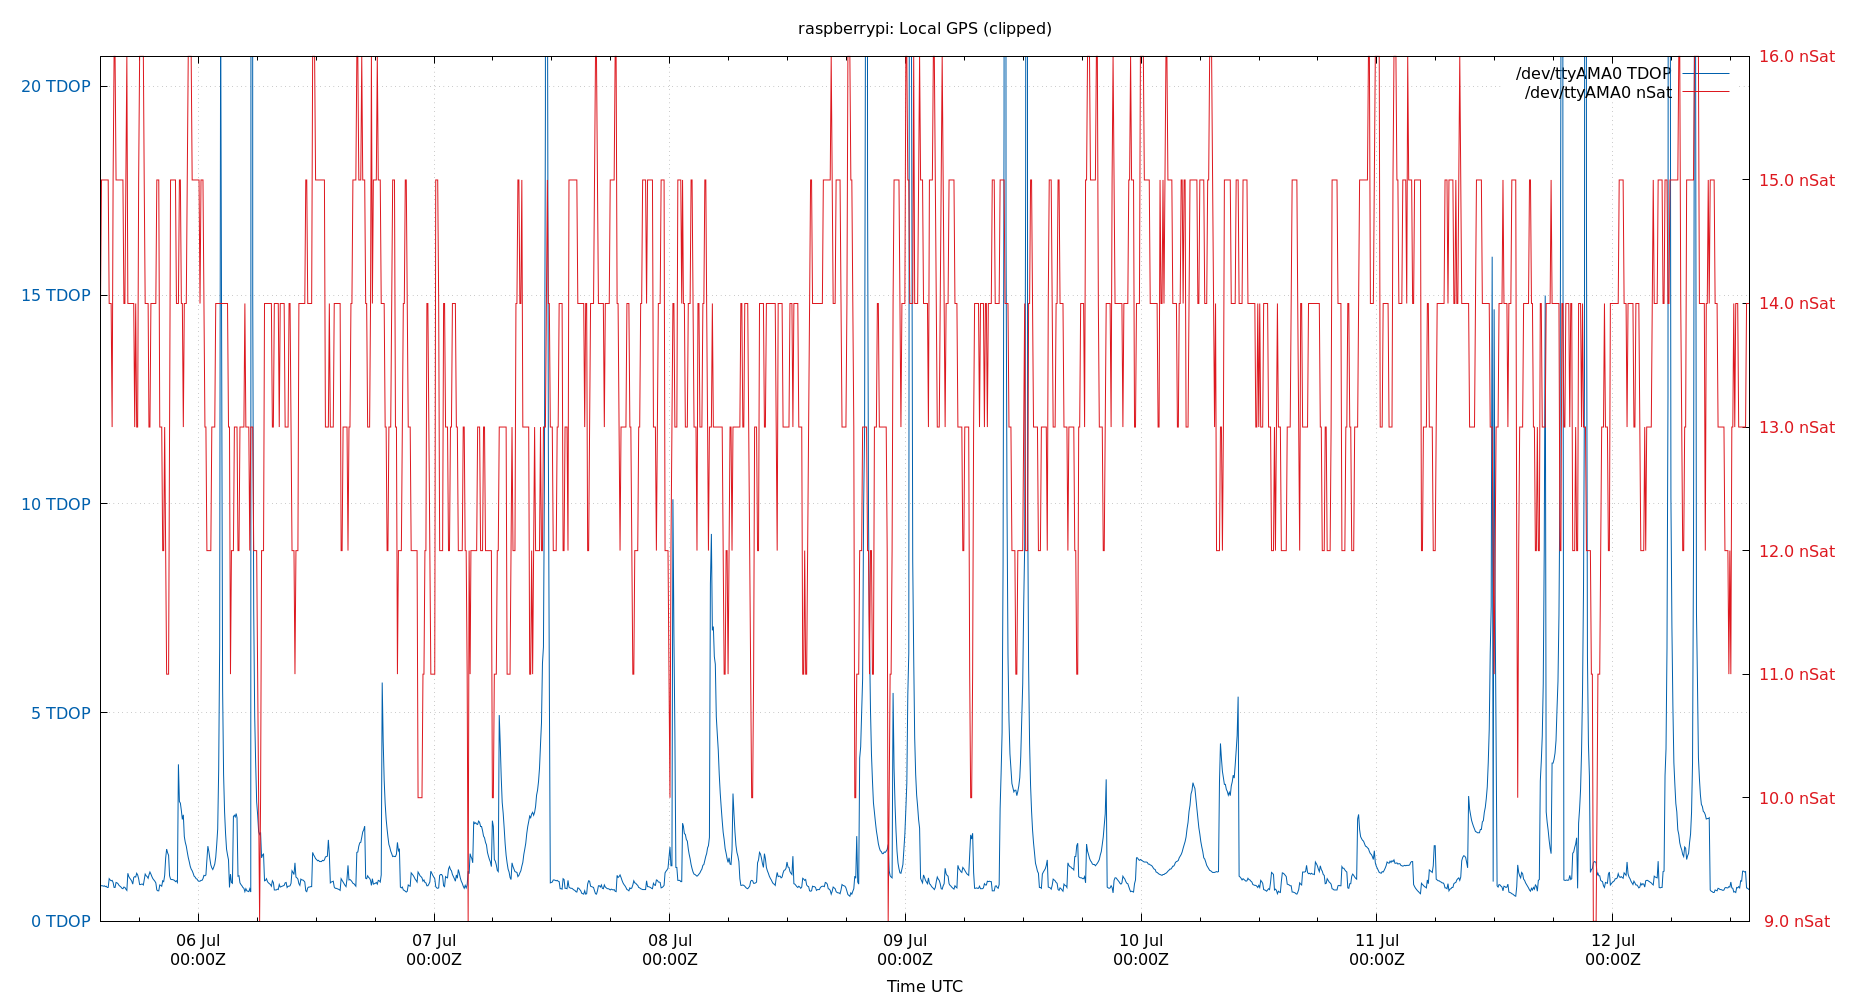 raspberrypi: Local GPS (clipped)
/dev/ttyAMA0 TDOP
/dev/ttyAMA0 nSat
20 TDOP
15 TDOP
10 TDOP
5 TDOP
0 TDOP
16.0 nSat
15.0 nSat
14.0 nSat
13.0 nSat
12.0 nSat
11.0 nSat
10.0 nSat
9.0 nSat
06 Jul 07 Jul 08 Jul 09 Jul 10 Jul 11 Jul 12 Jul
00:00Z 00:00Z 00:00Z 00:00Z 00:00Z 00:00Z 00:00Z
Time UTC